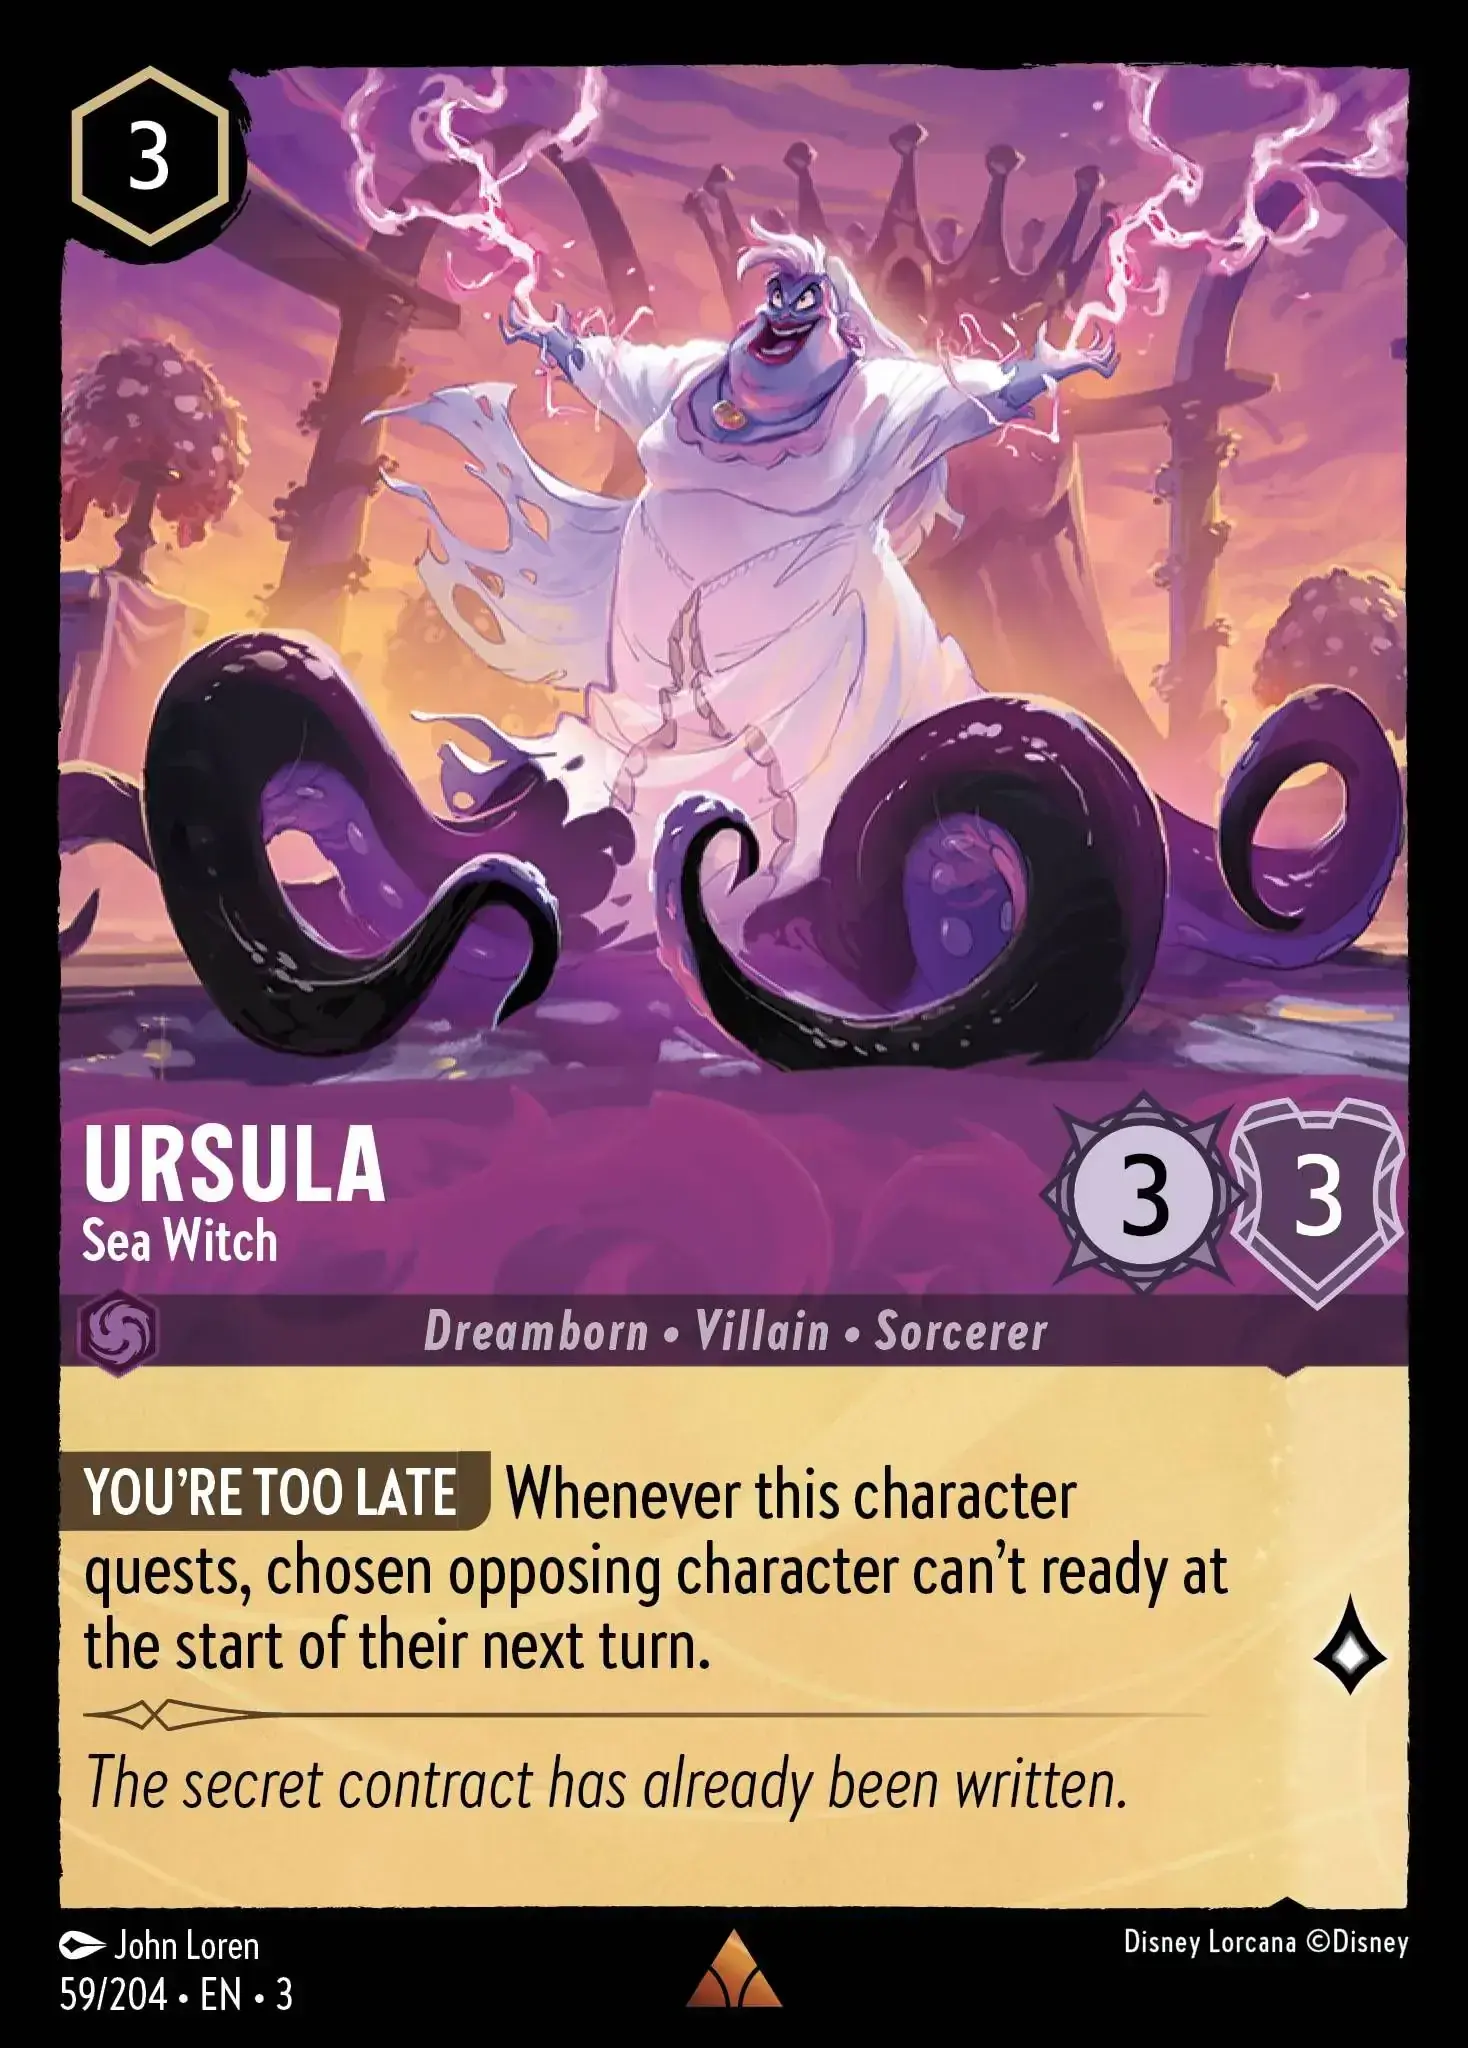 3
URSULA
Sea Witch
3
3
Dreamborn • Villain • Sorcerer
YOU'RE TOO LATE Whenever this character
quests, chosen opposing character can't ready at
the start of their next turn.
The secret contract has already been written.
John Loren
59/204 • EN • 3
Disney Lorcana ©Disney